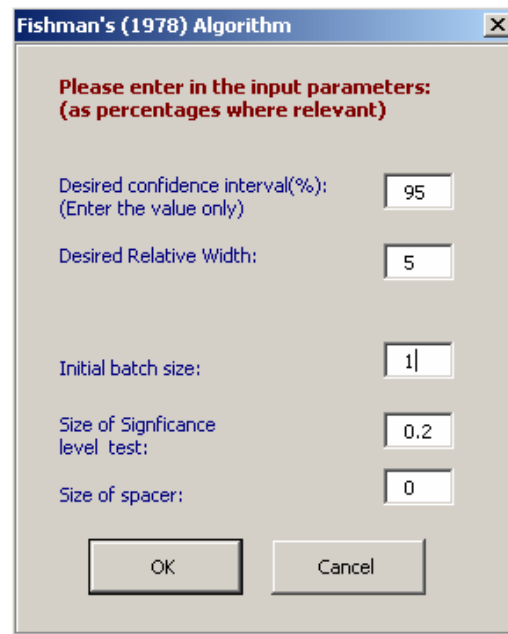 Fishman's (1978) Algorithm
Please enter in the input parameters:
(as percentages where relevant)
Desired confidence interval(%):
(Enter the value only)
95
Desired Relative Width:
5
Initial batch size:
1
Size of Signficance
level test:
0.2
Size of spacer:
0
OK
Cancel